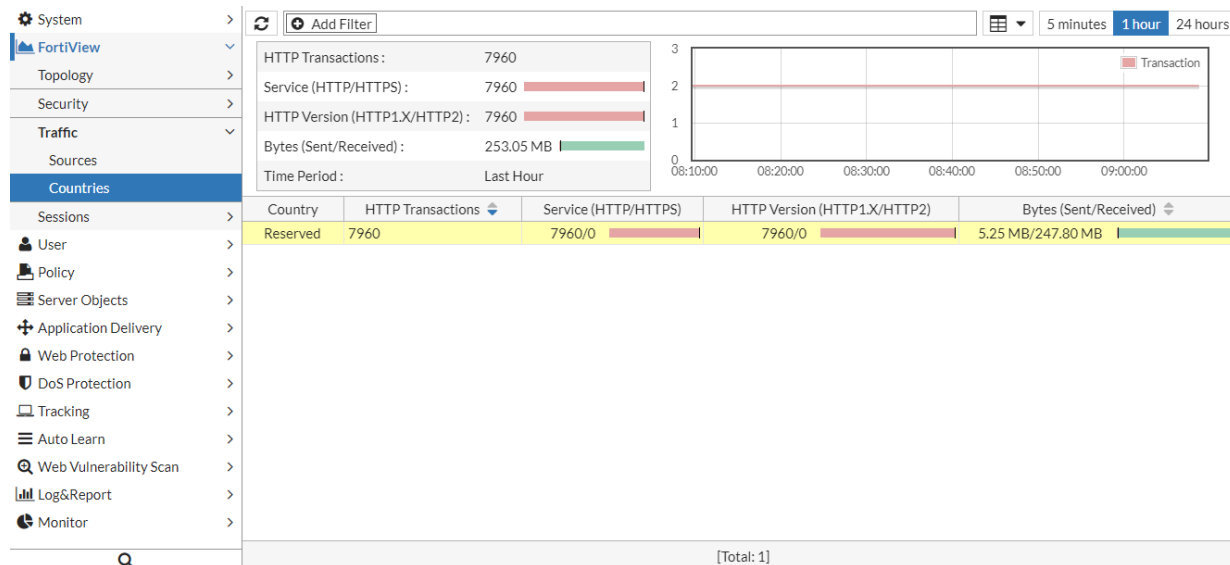 System
FortiView
Topology
Security
Traffic
Sources
Countries
Sessions
User
Policy
Server Objects
Application Delivery
Web Protection
DoS Protection
Tracking
Auto Learn
Web Vulnerability Scan
Log&Report
Monitor
Add Filter
5 minutes 1 hour 24 hours
HTTP Transactions : 7960
Service (HTTP/HTTPS) : 7960
HTTP Version (HTTP1.X/HTTP2) : 7960
Bytes (Sent/Received) : 253.05 MB
Time Period : Last Hour
3
2
1
0
Transaction
08:10:00 08:20:00 08:30:00 08:40:00 08:50:00 09:00:00
Country HTTP Transactions Service (HTTP/HTTPS) HTTP Version (HTTP1.X/HTTP2) Bytes (Sent/Received)
Reserved 7960 7960/0 7960/0 5.25 MB/247.80 MB
[Total: 1]